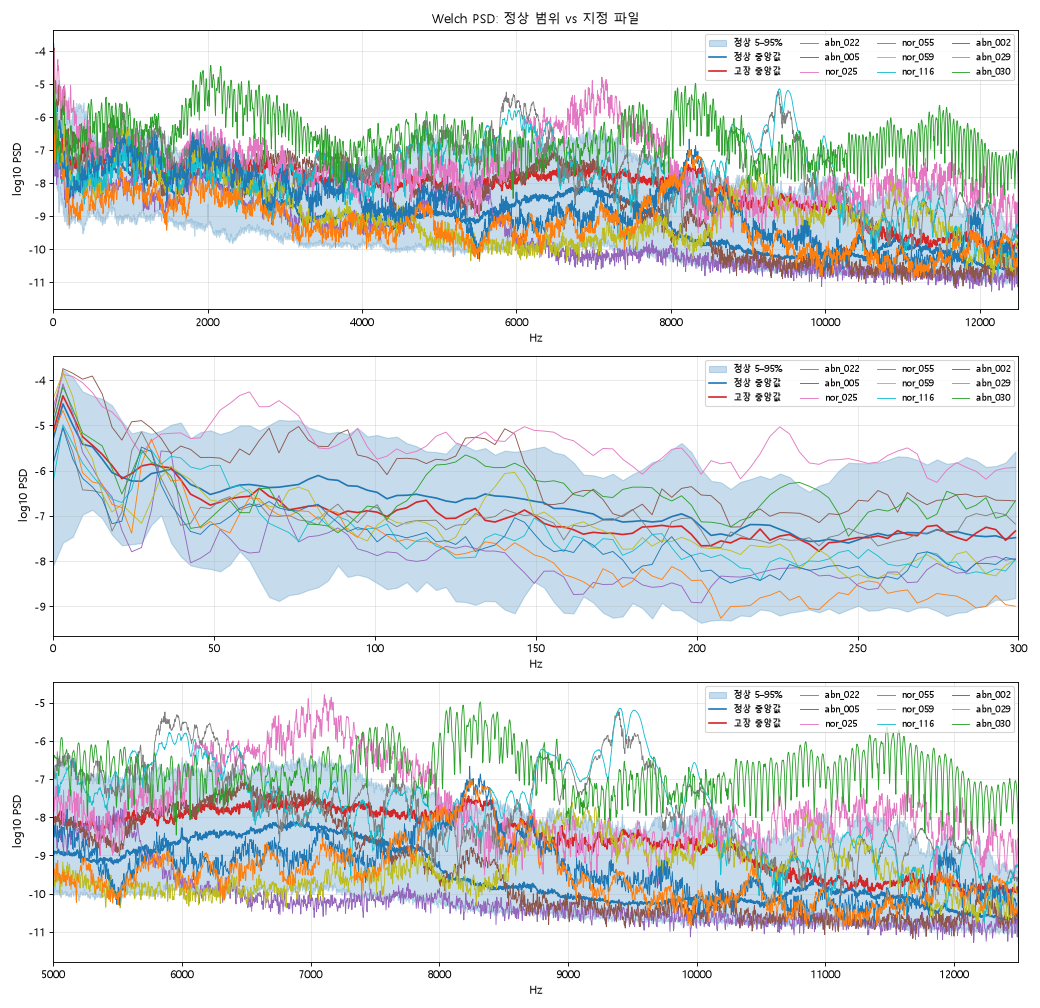 Welch PSD: 정상 범위 vs 지정 파일
정상 5–95% abn_022 nor_055 abn_002
정상 중앙값 abn_005 nor_059 abn_029
고장 중앙값 nor_025 nor_116 abn_030
-4
-5
-6
-7
-8
-9
-10
-11
log10 PSD
0 2000 4000 6000 8000 10000 12000
Hz
정상 5–95% abn_022 nor_055 abn_002
정상 중앙값 abn_005 nor_059 abn_029
고장 중앙값 nor_025 nor_116 abn_030
-4
-5
-6
-7
-8
-9
log10 PSD
0 50 100 150 200 250 300
Hz
정상 5–95% abn_022 nor_055 abn_002
정상 중앙값 abn_005 nor_059 abn_029
고장 중앙값 nor_025 nor_116 abn_030
-5
-6
-7
-8
-9
-10
-11
log10 PSD
5000 6000 7000 8000 9000 10000 11000 12000
Hz